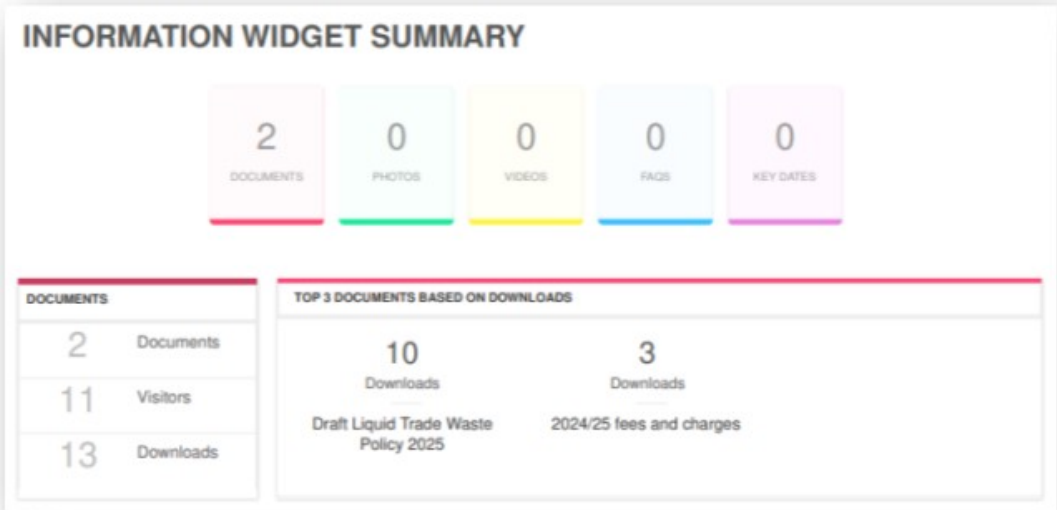 INFORMATION WIDGET SUMMARY
2
DOCUMENTS
0
PHOTOS
0
VIDEOS
0
FAQS
0
KEY DATES
DOCUMENTS
2 Documents
11 Visitors
13 Downloads
TOP 3 DOCUMENTS BASED ON DOWNLOADS
10
Downloads
Draft Liquid Trade Waste
Policy 2025
3
Downloads
2024/25 fees and charges